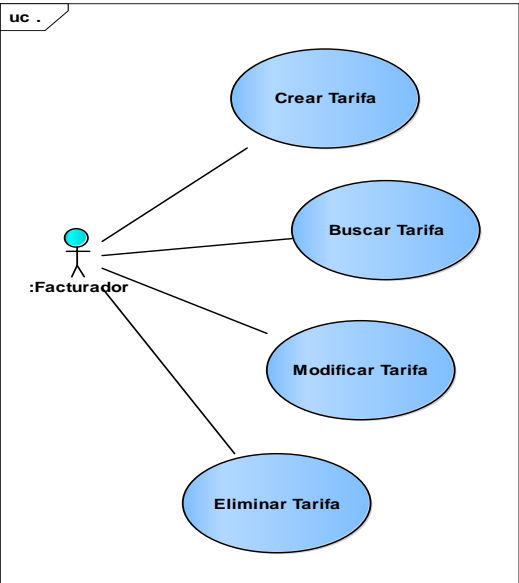 uc .
Crear Tarifa
Buscar Tarifa
:Facturador
Modificar Tarifa
Eliminar Tarifa